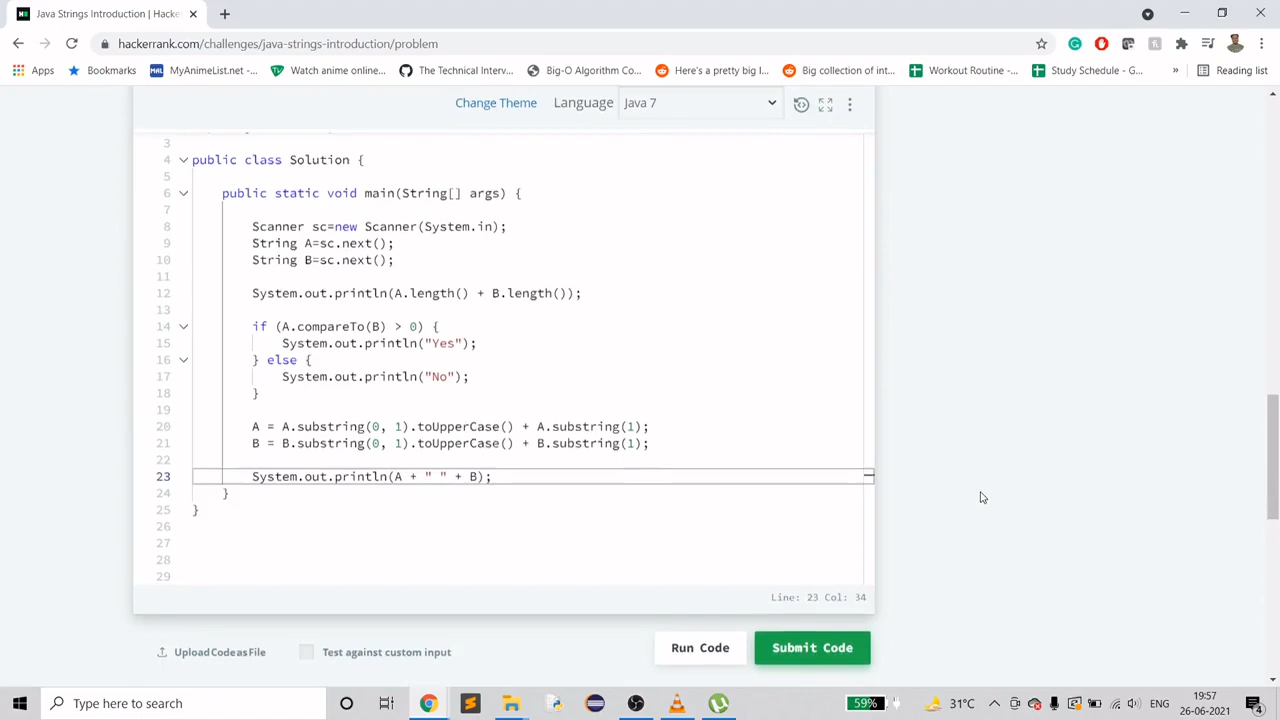 Java Strings Introduction | Hacke
hackerrank.com/challenges/java-strings-introduction/problem
Apps Bookmarks MyAnimeList.net -... Watch anime online... The Technical Interv... Big-O Algorithm Co... Here's a pretty big l... Big collection of int... Workout Routine -... Study Schedule - G... » Reading list
Change Theme Language Java 7
3
4 public class Solution {
5
6 public static void main(String[] args) {
7
8 Scanner sc=new Scanner(System.in);
9 String A=sc.next();
10 String B=sc.next();
11
12 System.out.println(A.length() + B.length());
13
14 if (A.compareTo(B) > 0) {
15 System.out.println("Yes");
16 } else {
17 System.out.println("No");
18 }
19
20 A = A.substring(0, 1).toUpperCase() + A.substring(1);
21 B = B.substring(0, 1).toUpperCase() + B.substring(1);
22
23 System.out.println(A + " " + B);
24 }
25 }
26
27
28
29
Line: 23 Col: 34
Upload Code as File Test against custom input Run Code Submit Code
Type here to search 59% 31°C ENG 19:57
26-06-2021 4